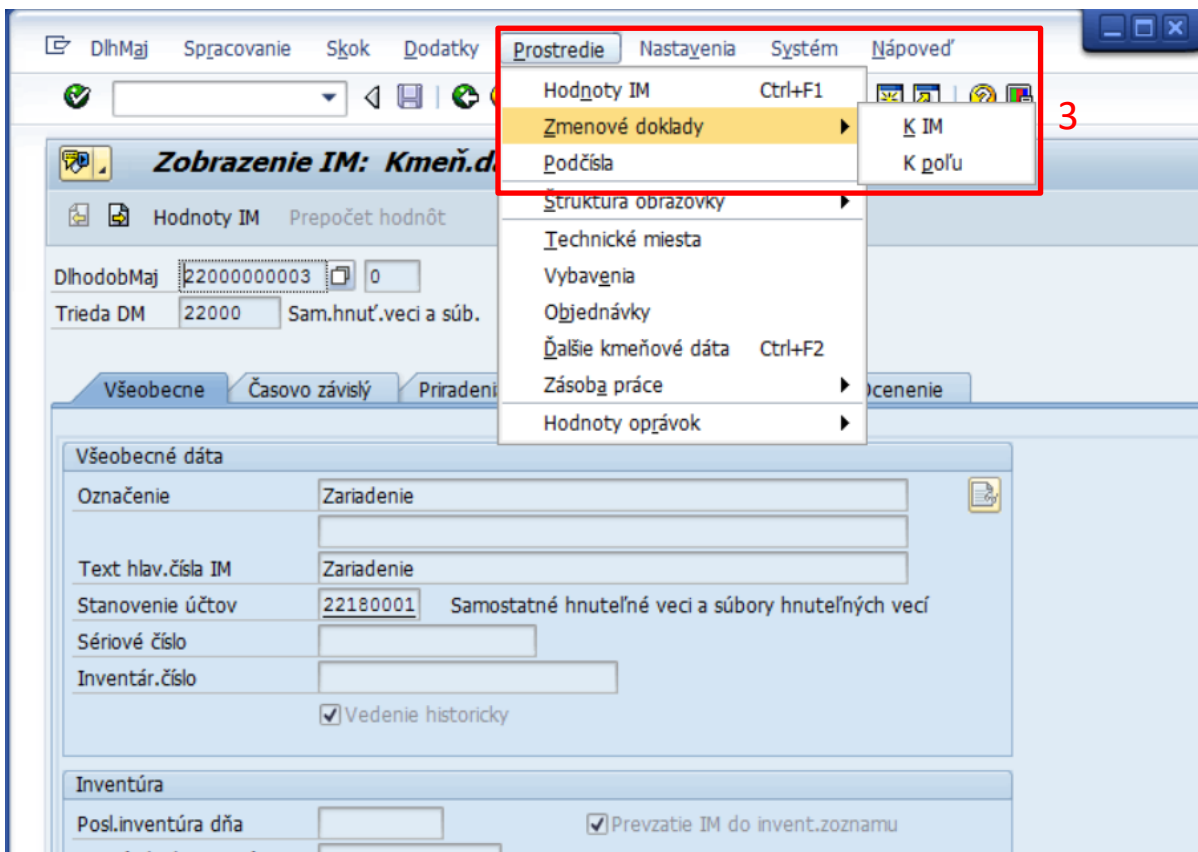 DlhMaj Spracovanie Skok Dodatky Prostredie Nastavenia Systém Nápoveď
Hodnoty IM Ctrl+F1
Zmenové doklady
Podčísla
Štruktúra obrazovky
Technické miesta
Vybavenia
Objednávky
Ďalšie kmeňové dáta Ctrl+F2
Zásoba práce
Hodnoty oprávok
K IM
K poľu
3
Zobrazenie IM: Kmeň.d
Hodnoty IM Prepočet hodnôt
DlhodobMaj 22000000003 0
Trieda DM 22000 Sam.hnuť.veci a súb.
Všeobecne Časovo závislý Priradeni Ocenenie
Všeobecné dáta
Označenie Zariadenie
Text hlav.čísla IM Zariadenie
Stanovenie účtov 22180001 Samostatné hnuteľné veci a súbory hnuteľných vecí
Sériové číslo
Inventár.číslo
Vedenie historicky
Inventúra
Posl.inventúra dňa Prevzatie IM do invent.zoznamu